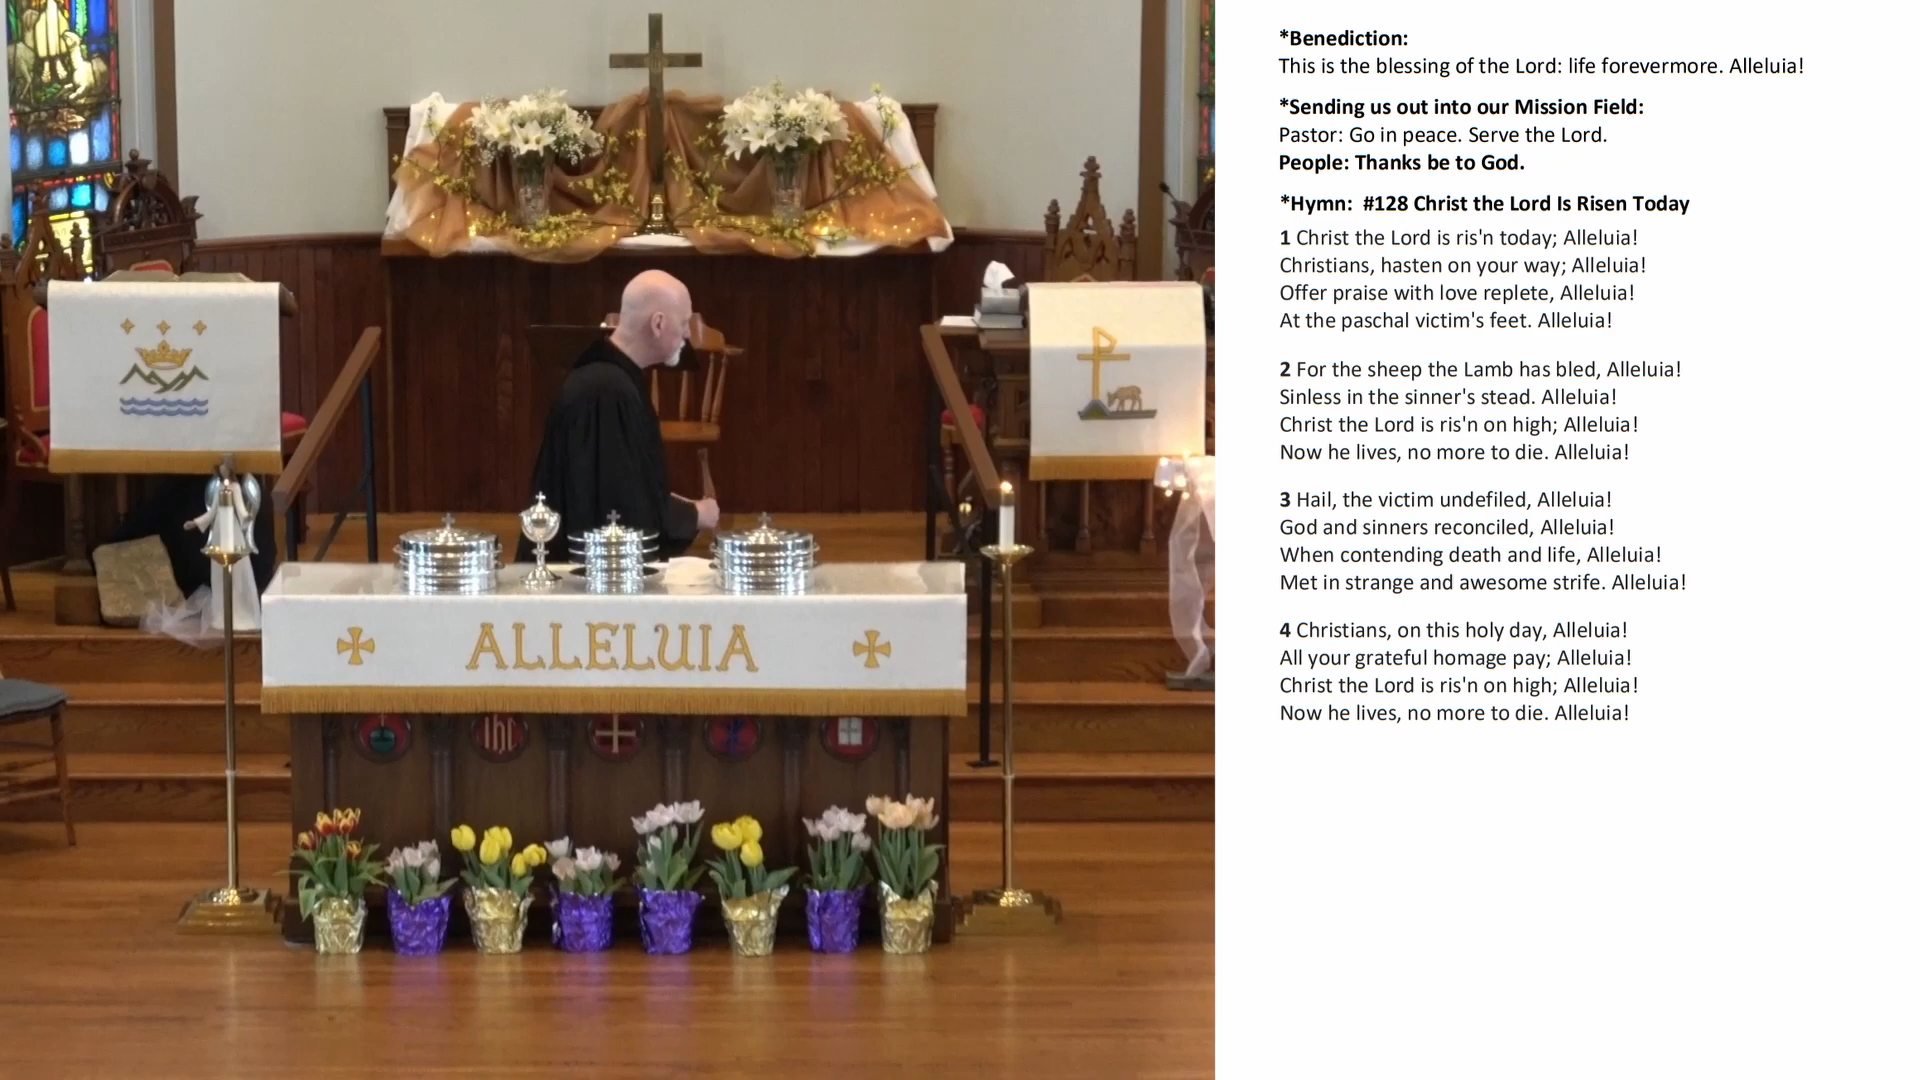 ALLELUIA
ihc
*Benediction:
This is the blessing of the Lord: life forevermore. Alleluia!
*Sending us out into our Mission Field:
Pastor: Go in peace. Serve the Lord.
People: Thanks be to God.
*Hymn:  #128 Christ the Lord Is Risen Today
1 Christ the Lord is ris'n today; Alleluia!
Christians, hasten on your way; Alleluia!
Offer praise with love replete, Alleluia!
At the paschal victim's feet. Alleluia!
2 For the sheep the Lamb has bled, Alleluia!
Sinless in the sinner's stead. Alleluia!
Christ the Lord is ris'n on high; Alleluia!
Now he lives, no more to die. Alleluia!
3 Hail, the victim undefiled, Alleluia!
God and sinners reconciled, Alleluia!
When contending death and life, Alleluia!
Met in strange and awesome strife. Alleluia!
4 Christians, on this holy day, Alleluia!
All your grateful homage pay; Alleluia!
Christ the Lord is ris'n on high; Alleluia!
Now he lives, no more to die. Alleluia!